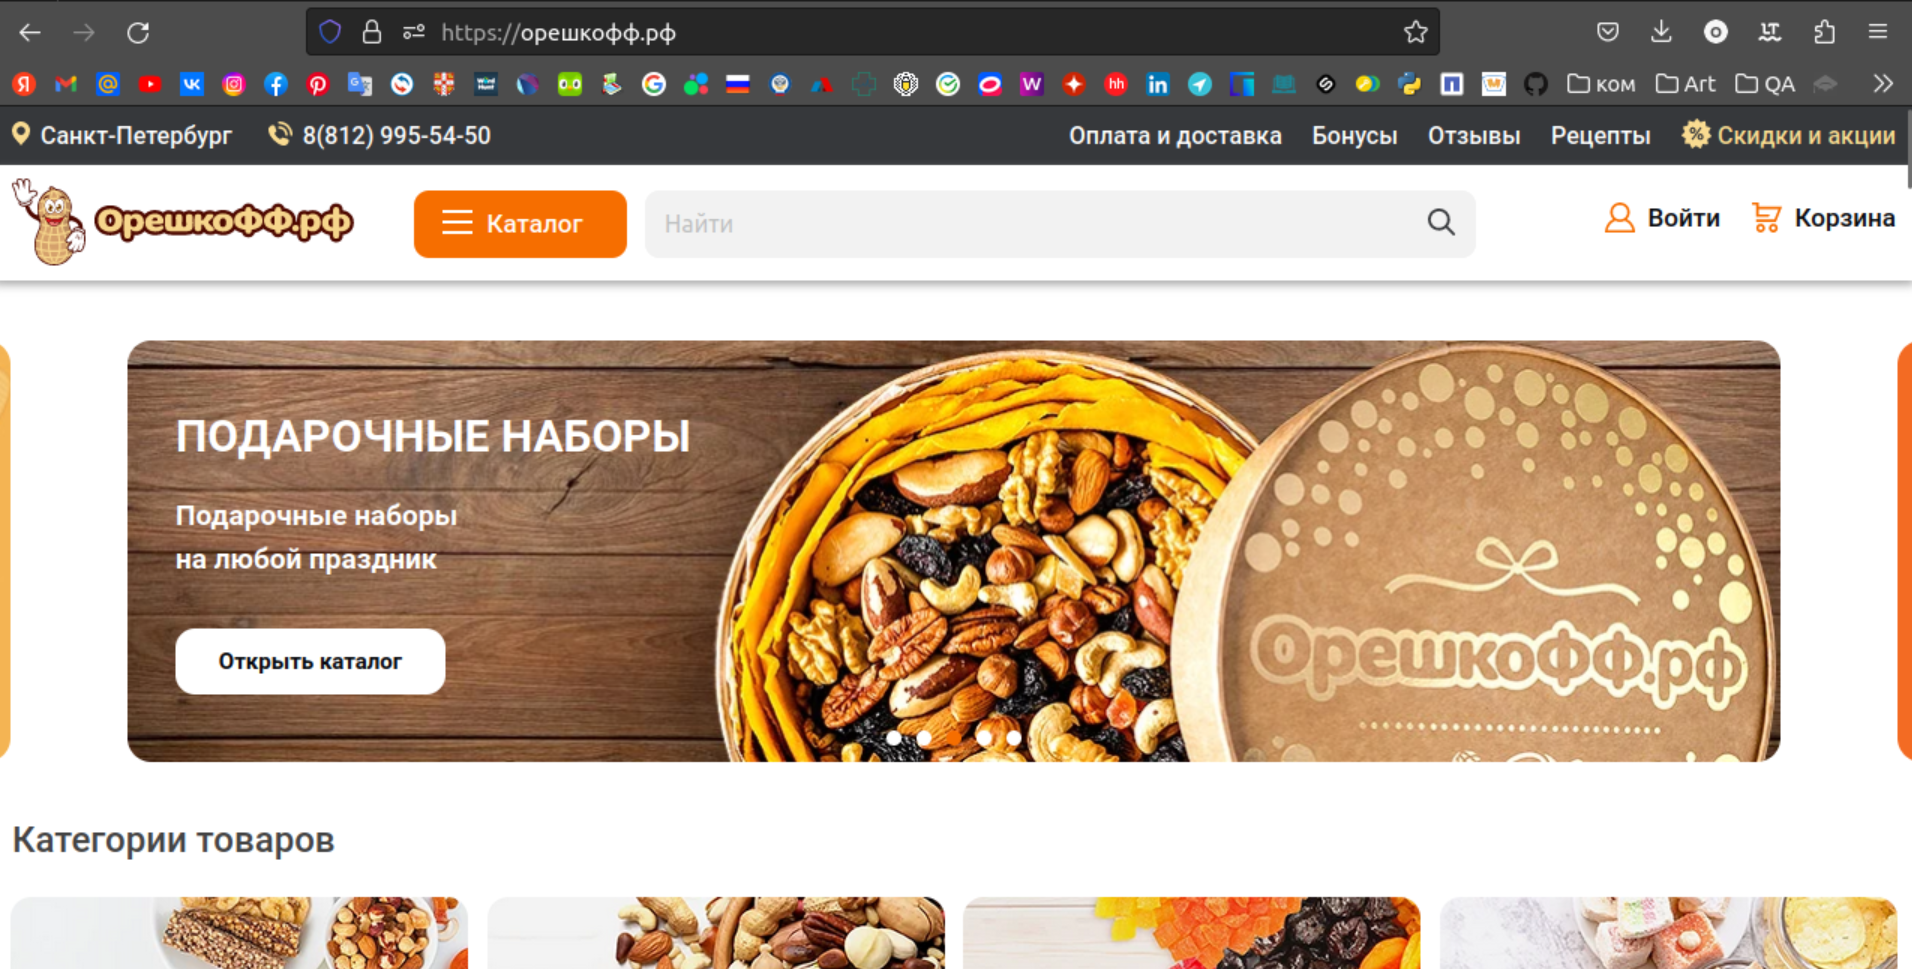 https://орешкофф.рф
ком Art QA
Санкт-Петербург 8(812) 995-54-50 Оплата и доставка Бонусы Отзывы Рецепты % Скидки и акции
ОрешкоФФ.рф Каталог Найти Войти Корзина
ПОДАРОЧНЫЕ НАБОРЫ
Подарочные наборы
на любой праздник
Открыть каталог
ОрешкоФФ.рф
Категории товаров